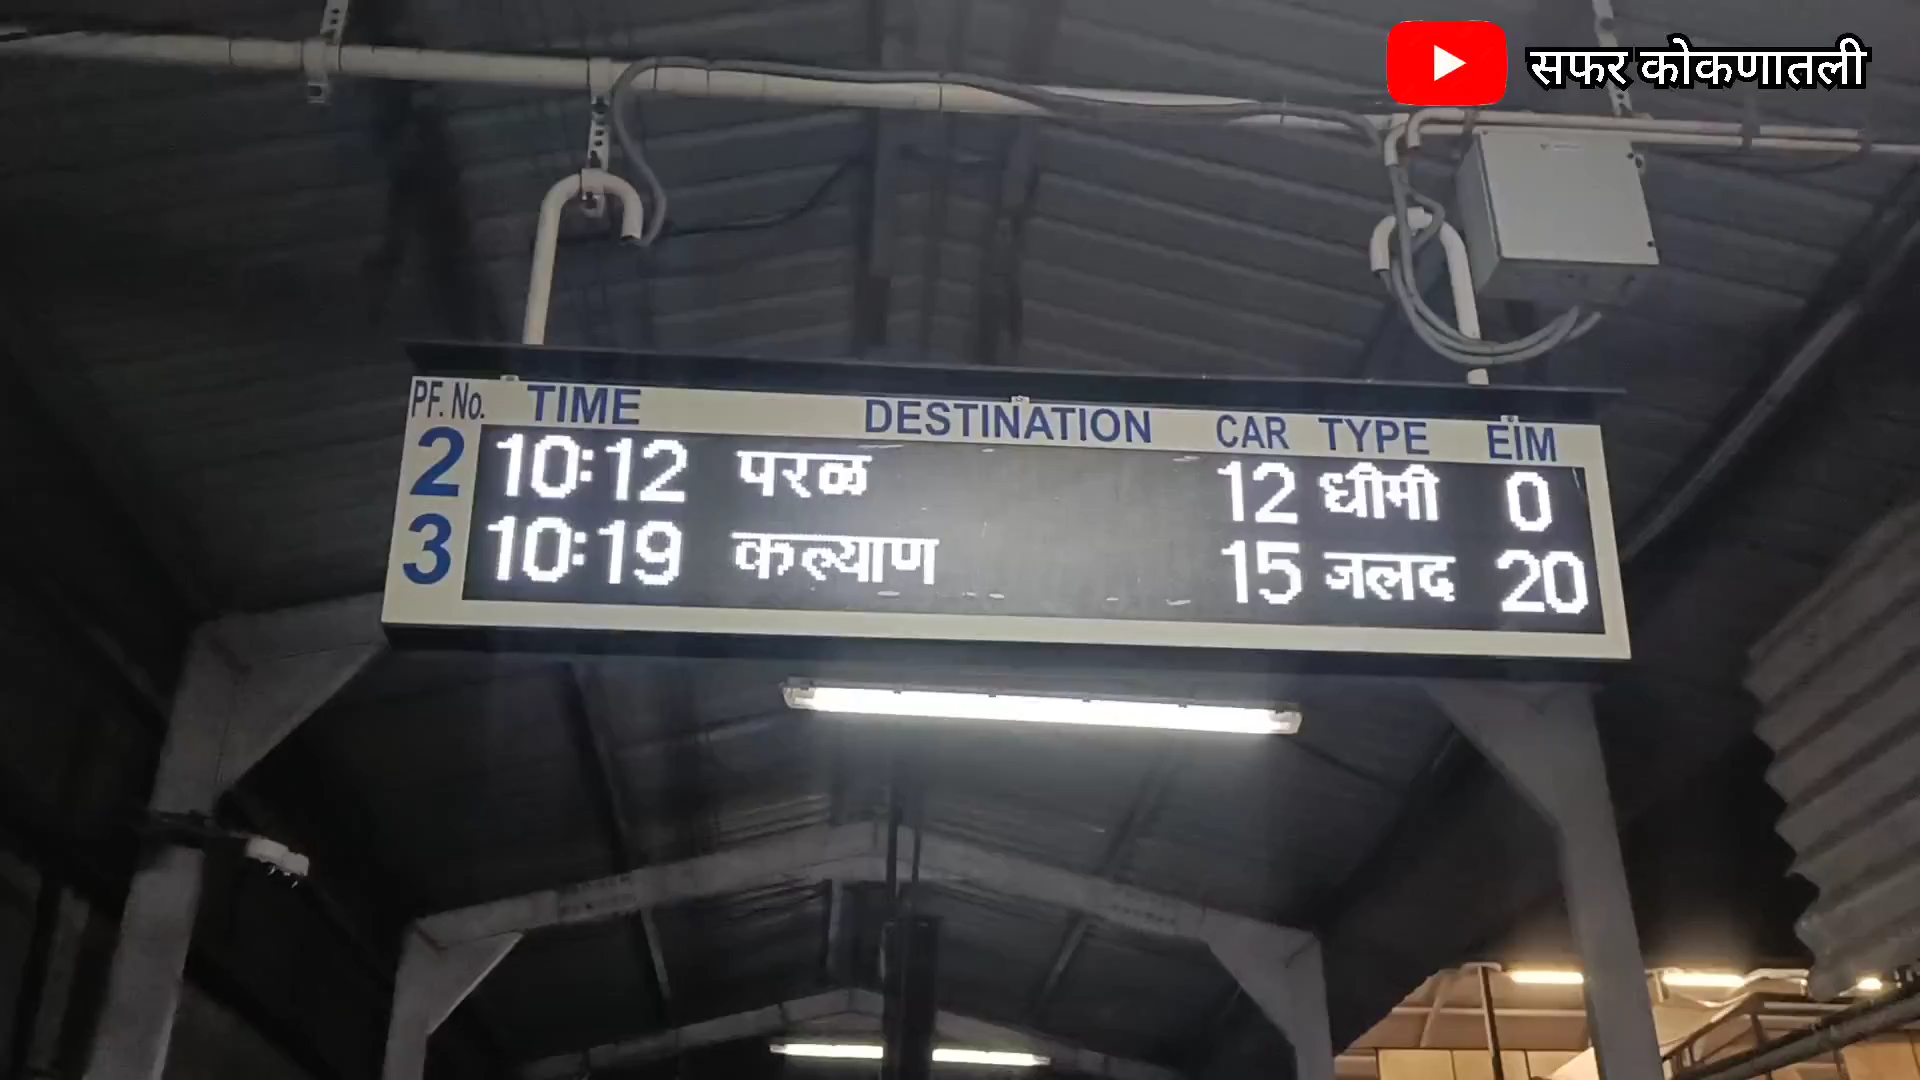 सफर कोकणातली
PF. No. TIME DESTINATION CAR TYPE EIM
2 10:12 परळ 12 धीमी 0
3 10:19 कल्याण 15 जलद 20